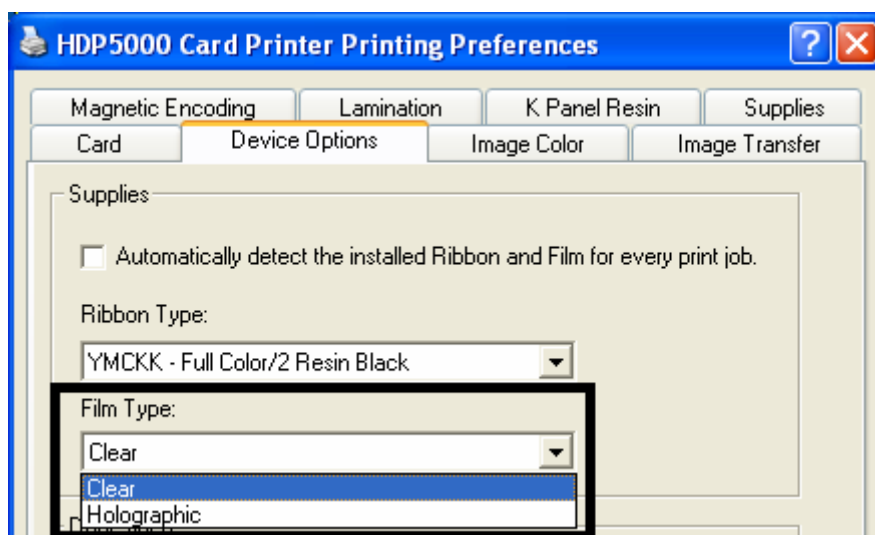 HDP5000 Card Printer Printing Preferences
Magnetic Encoding Lamination K Panel Resin Supplies
Card Device Options Image Color Image Transfer
Supplies
Automatically detect the installed Ribbon and Film for every print job.
Ribbon Type:
YMCKK - Full Color/2 Resin Black
Film Type:
Clear
Clear
Holographic